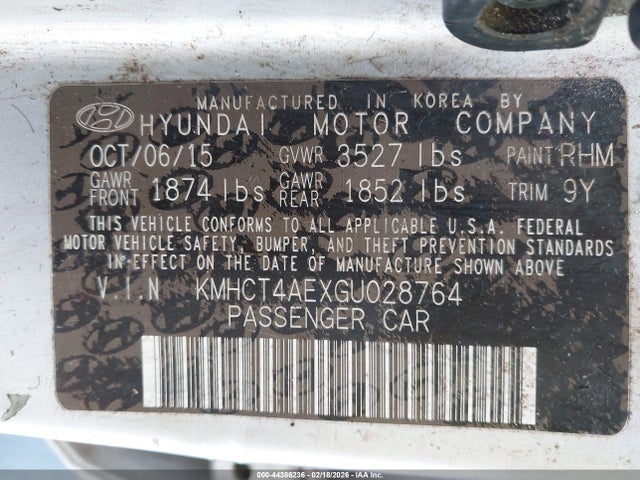 MANUFACTURED IN KOREA BY
HYUNDAI MOTOR COMPANY
OCT/06/15 GVWR 3527 lbs PAINT RHM
GAWR FRONT 1874 lbs GAWR REAR 1852 lbs TRIM 9Y
THIS VEHICLE CONFORMS TO ALL APPLICABLE U.S.A. FEDERAL
MOTOR VEHICLE SAFETY, BUMPER, AND THEFT PREVENTION STANDARDS
IN EFFECT ON THE DATE OF MANUFACTURE SHOWN ABOVE
V.I.N KMHCT4AEXGU028764
PASSENGER CAR
000-44386236 - 02/18/2026 - IAA Inc.